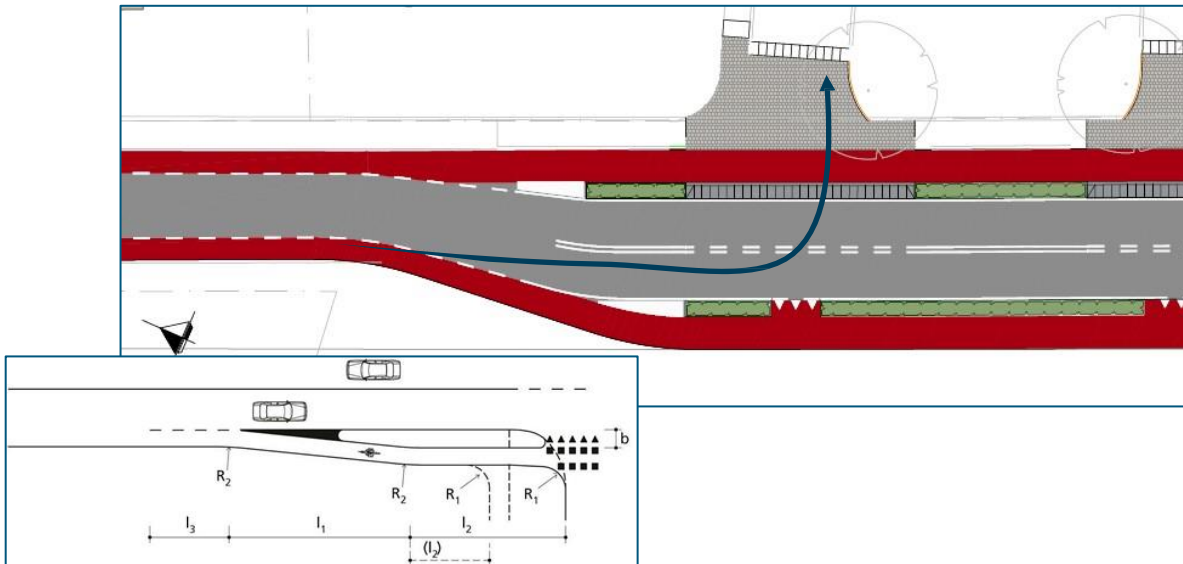 b
R₂
R₂
R₁
R₁
l₃
l₁
l₂
(l₂)